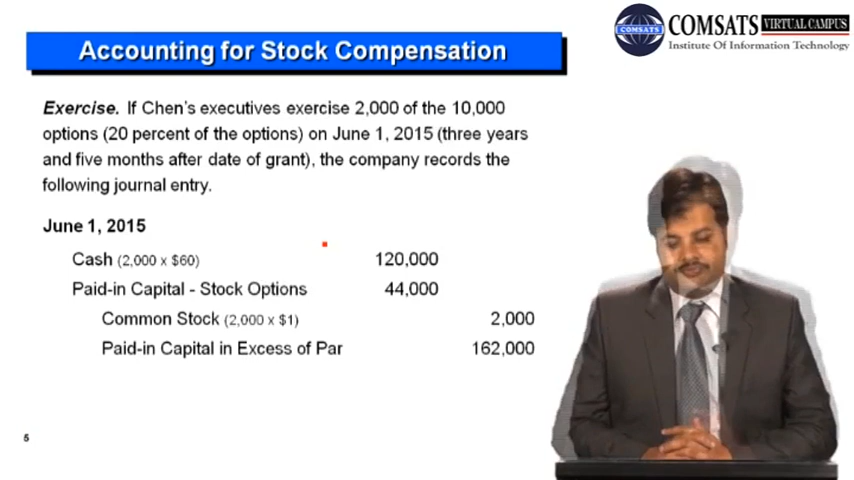 COMSATS VIRTUAL CAMPUS
Institute Of Information Technology
COMSATS
Accounting for Stock Compensation
Exercise. If Chen's executives exercise 2,000 of the 10,000
options (20 percent of the options) on June 1, 2015 (three years
and five months after date of grant), the company records the
following journal entry.
June 1, 2015
Cash (2,000 x $60) 120,000
Paid-in Capital - Stock Options 44,000
Common Stock (2,000 x $1) 2,000
Paid-in Capital in Excess of Par 162,000
5